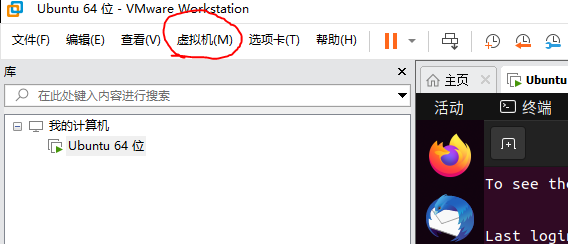 Ubuntu 64 位 - VMware Workstation
文件(F) 编辑(E) 查看(V) 虚拟机(M) 选项卡(T) 帮助(H)
库
在此处键入内容进行搜索
我的计算机
Ubuntu 64 位
主页 Ubuntu
活动 终端
To see the
Last login